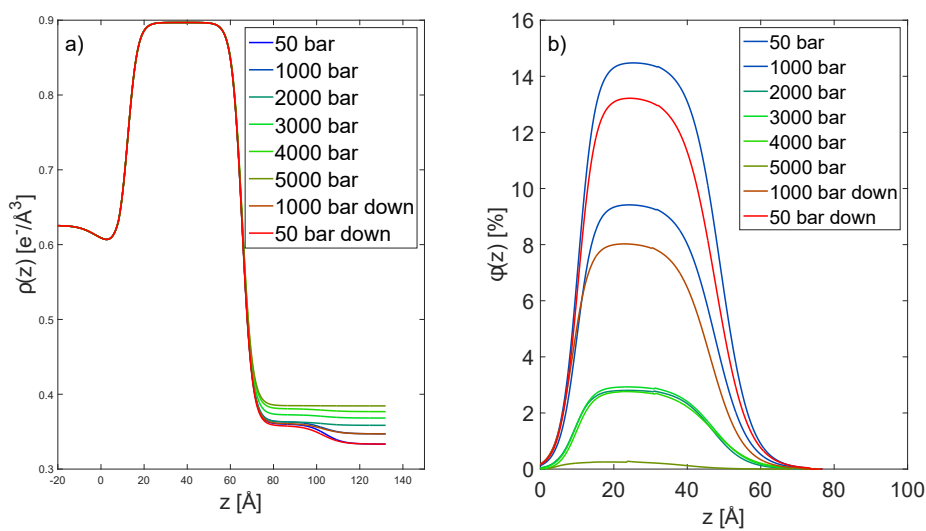 a)
50 bar
1000 bar
2000 bar
3000 bar
4000 bar
5000 bar
1000 bar down
50 bar down
0.9
0.8
0.7
0.6
0.5
0.4
0.3
-20
0
20
40
60
80
100
120
140
ρ(z) [e⁻/Å³]
z [Å]
b)
50 bar
1000 bar
2000 bar
3000 bar
4000 bar
5000 bar
1000 bar down
50 bar down
16
14
12
10
8
6
4
2
0
0
20
40
60
80
100
φ(z) [%]
z [Å]